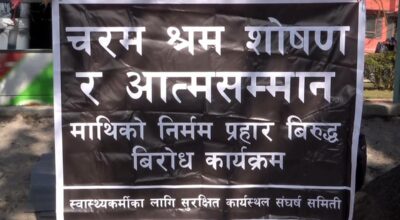 चरम श्रम शोषण
र आत्मसम्मान
माथिको निर्मम प्रहार बिरुद्ध
बिरोध कार्यक्रम
स्वास्थ्यकर्मीका लागि सुरक्षित कार्यस्थल संघर्ष समिती